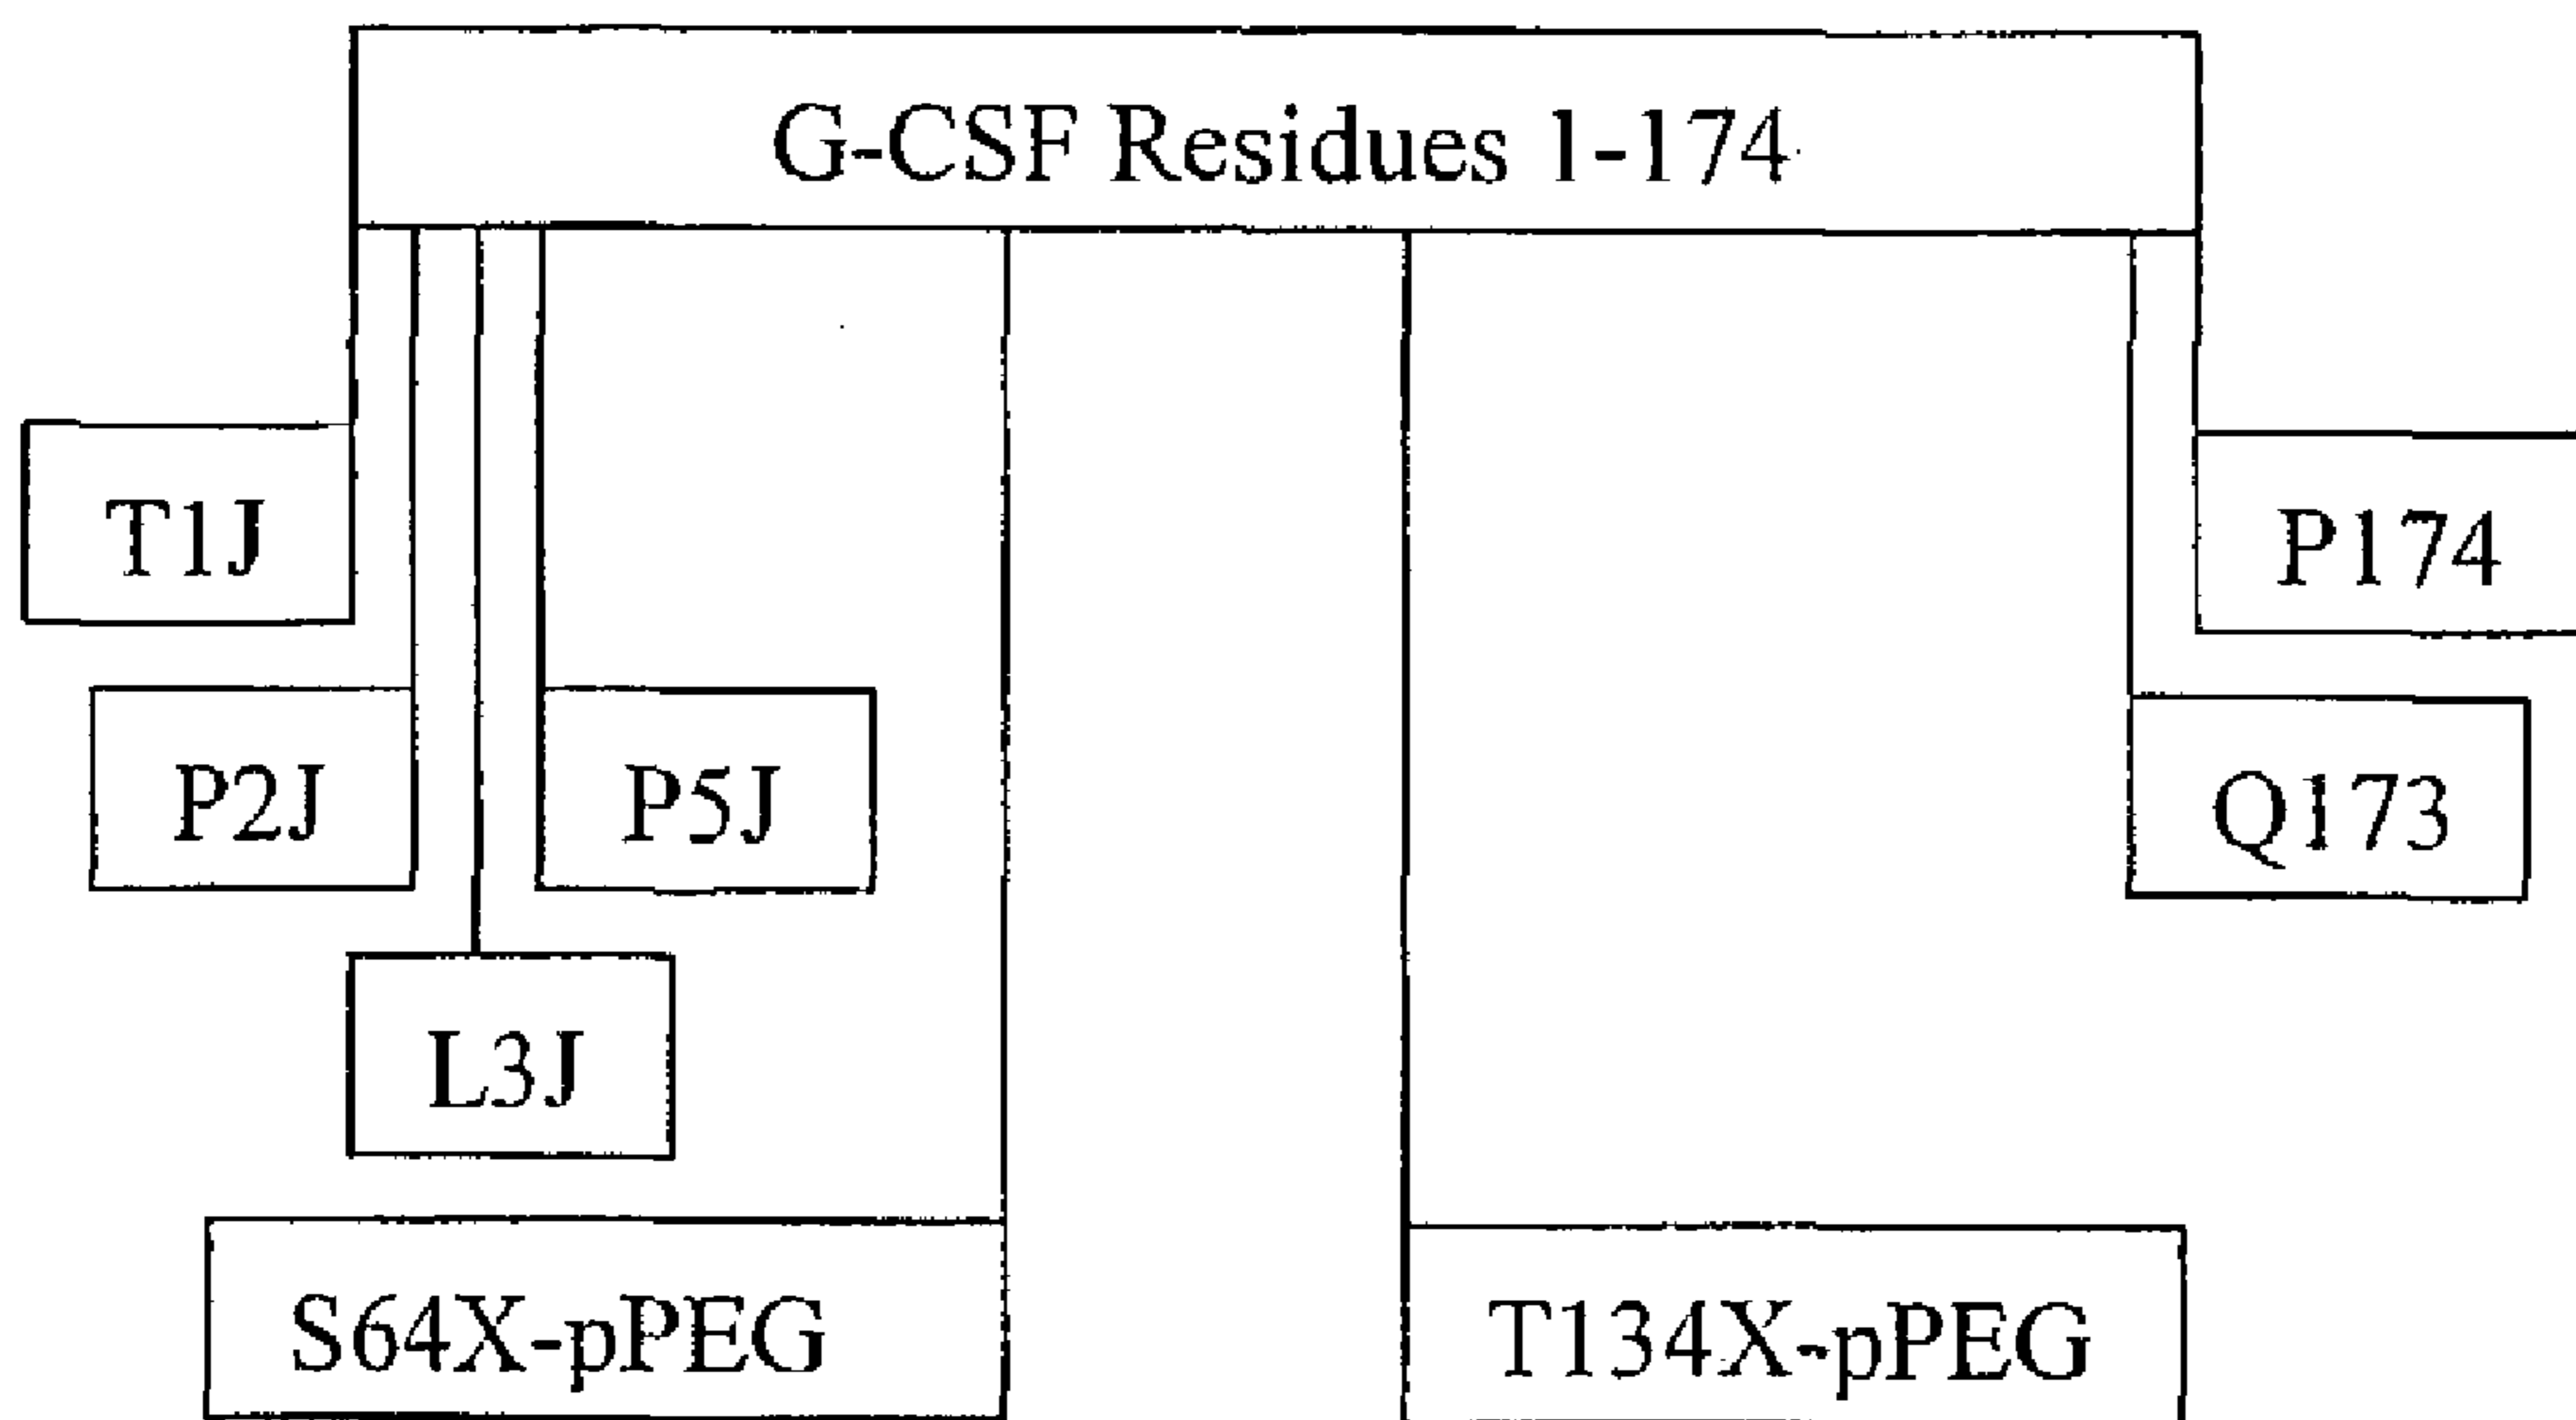 G-CSF Residues 1-174
T1J
P174
P2J
P5J
Q173
L3J
S64X-pPEG
T134X-pPEG